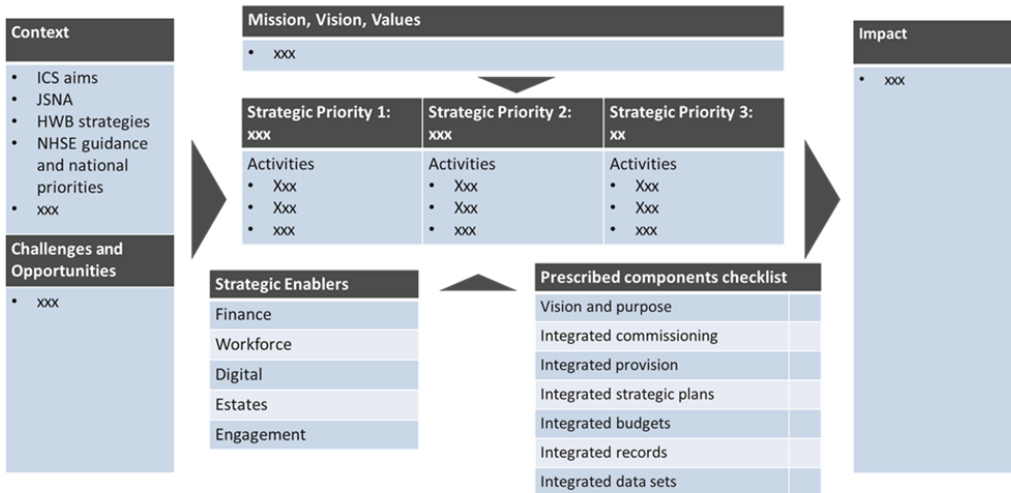 Context
• ICS aims
• JSNA
• HWB strategies
• NHSE guidance
and national
priorities
• xxx
Challenges and
Opportunities
• xxx
Mission, Vision, Values
• xxx
Strategic Priority 1:
xxx
Activities
• Xxx
• Xxx
• xxx
Strategic Priority 2:
xxx
Activities
• Xxx
• Xxx
• xxx
Strategic Priority 3:
xx
Activities
• Xxx
• Xxx
• xxx
Strategic Enablers
Finance
Workforce
Digital
Estates
Engagement
Prescribed components checklist
Vision and purpose
Integrated commissioning
Integrated provision
Integrated strategic plans
Integrated budgets
Integrated records
Integrated data sets
Impact
• xxx